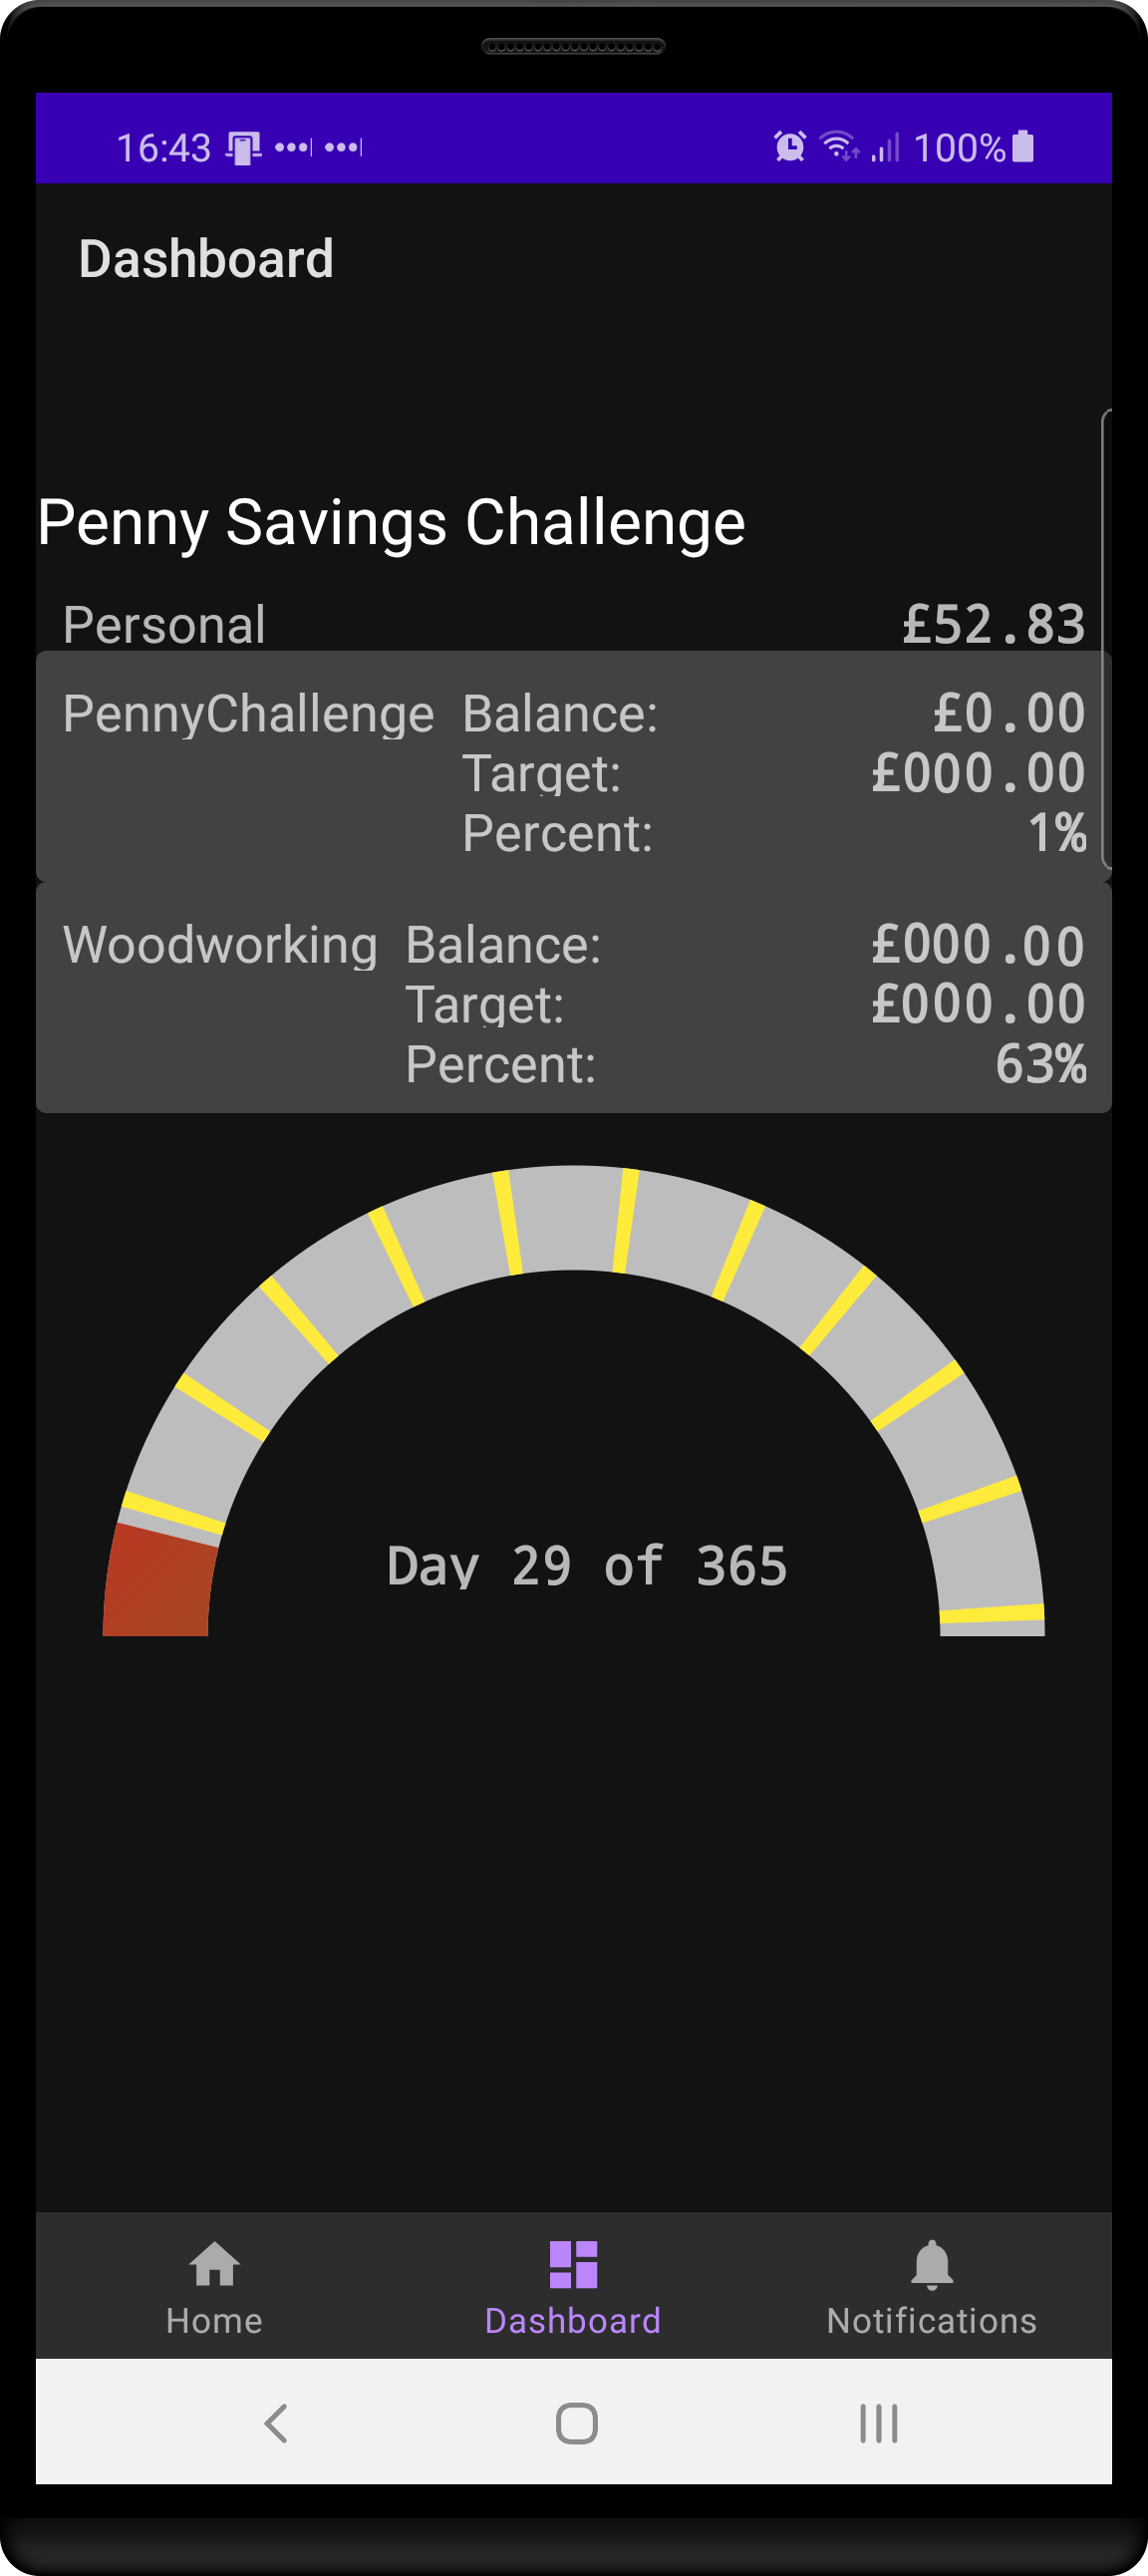 16:43 100%
Dashboard
Penny Savings Challenge
Personal £52.83
PennyChallenge Balance: £0.00
Target: £000.00
Percent: 1%
Woodworking Balance: £000.00
Target: £000.00
Percent: 63%
Day 29 of 365
Home Dashboard Notifications